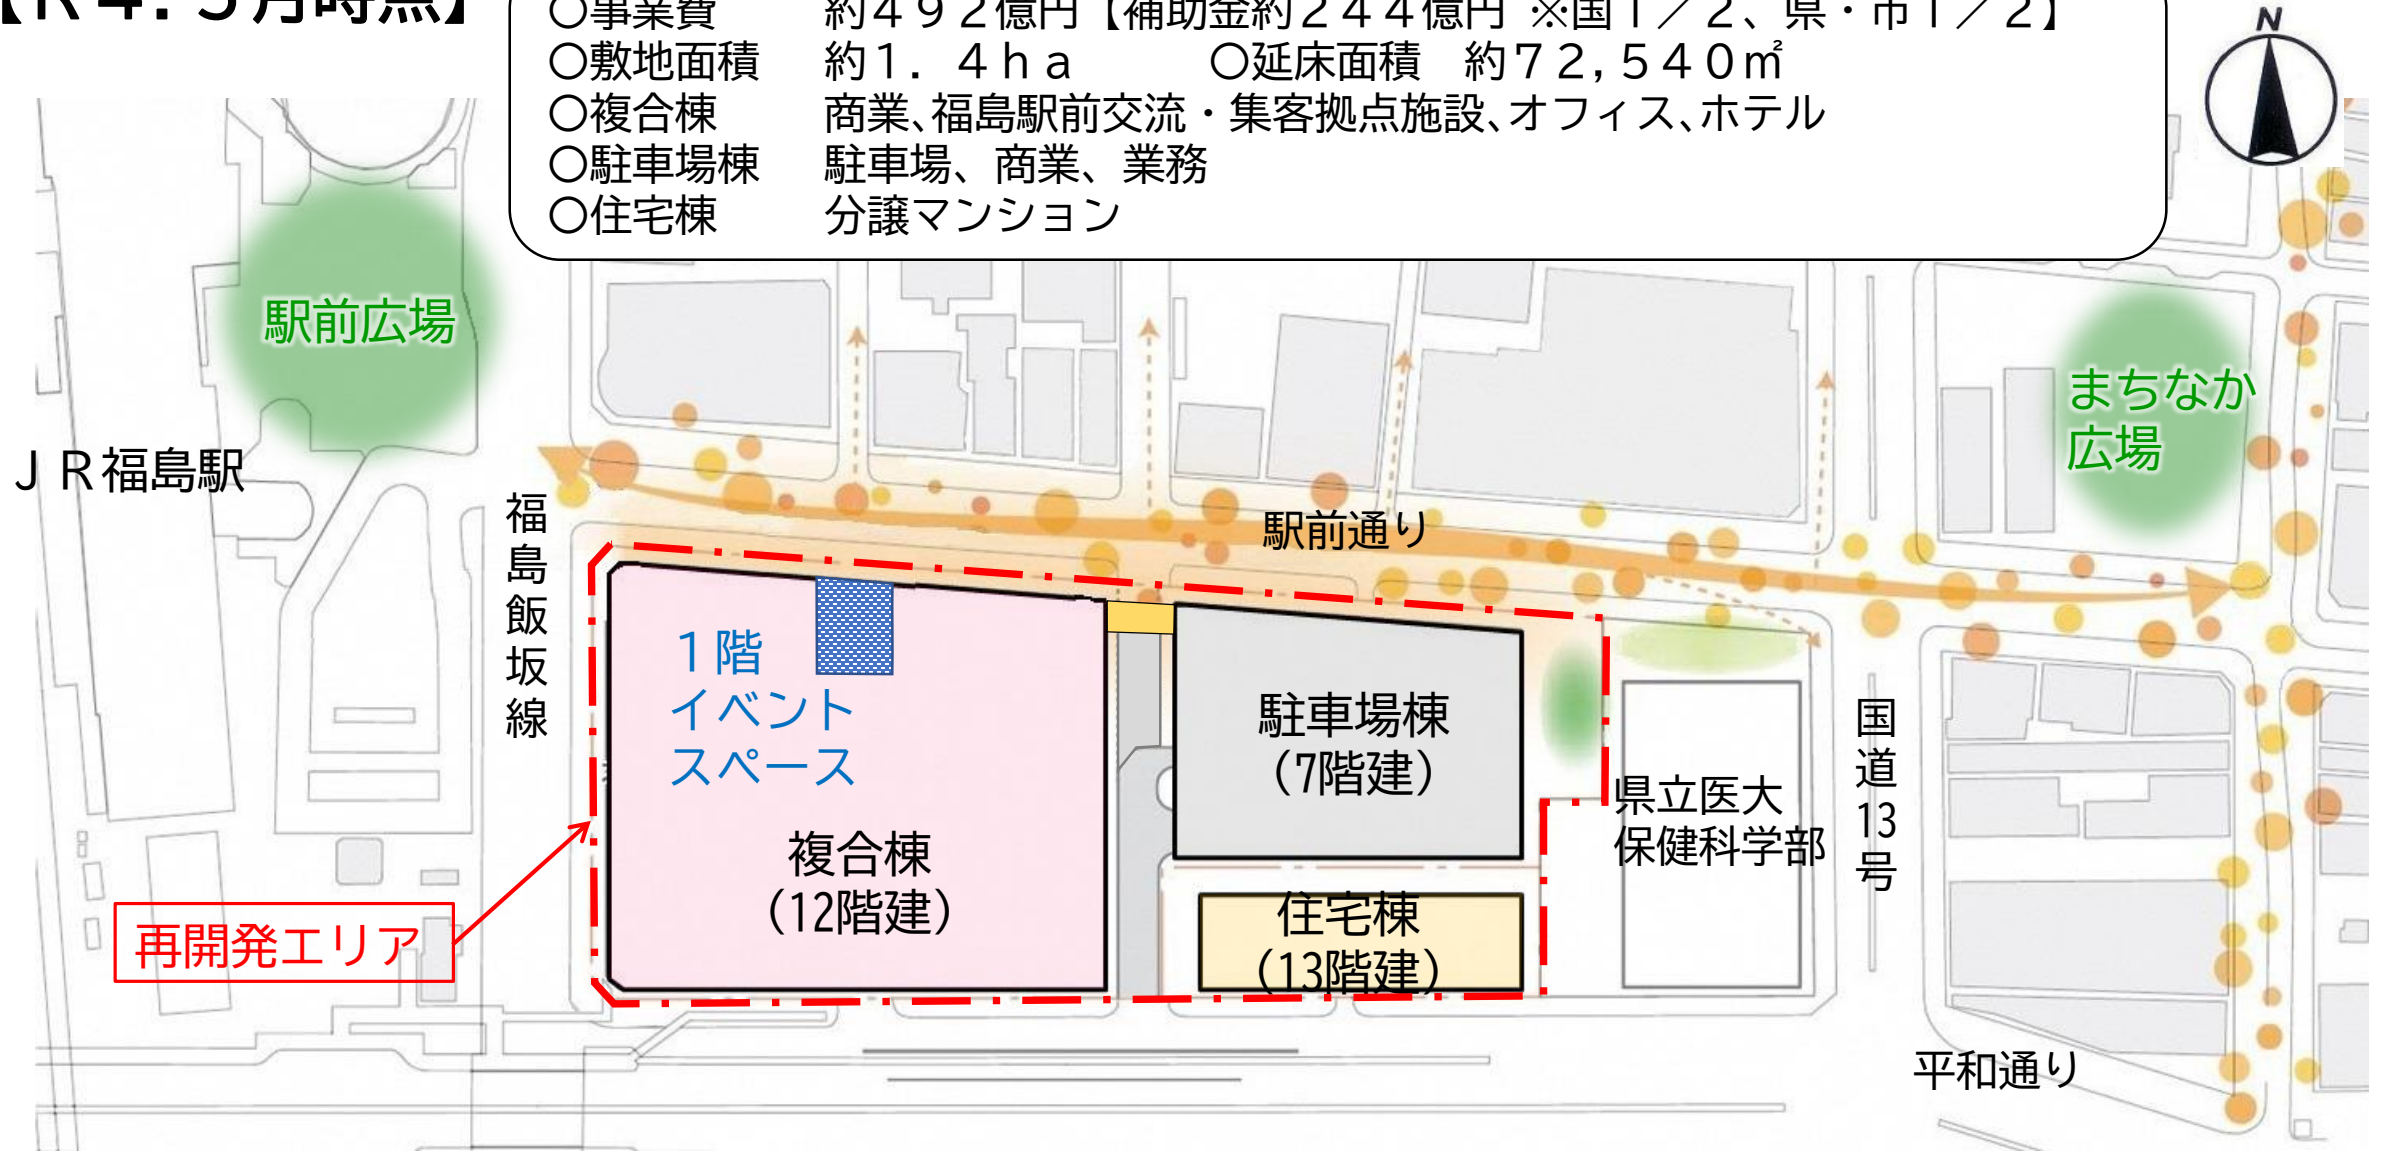 【R4.5月時点】
○事業費 約492億円【補助金約244億円 ※国1/2、県・市1/2】
○敷地面積 約1.4ha ○延床面積 約72,540㎡
○複合棟 商業、福島駅前交流・集客拠点施設、オフィス、ホテル
○駐車場棟 駐車場、商業、業務
○住宅棟 分譲マンション
N
駅前広場
まちなか
広場
JR福島駅
福島飯坂線
駅前通り
1階
イベント
スペース
複合棟
(12階建)
駐車場棟
(7階建)
住宅棟
(13階建)
県立医大
保健科学部
国道13号
再開発エリア
平和通り